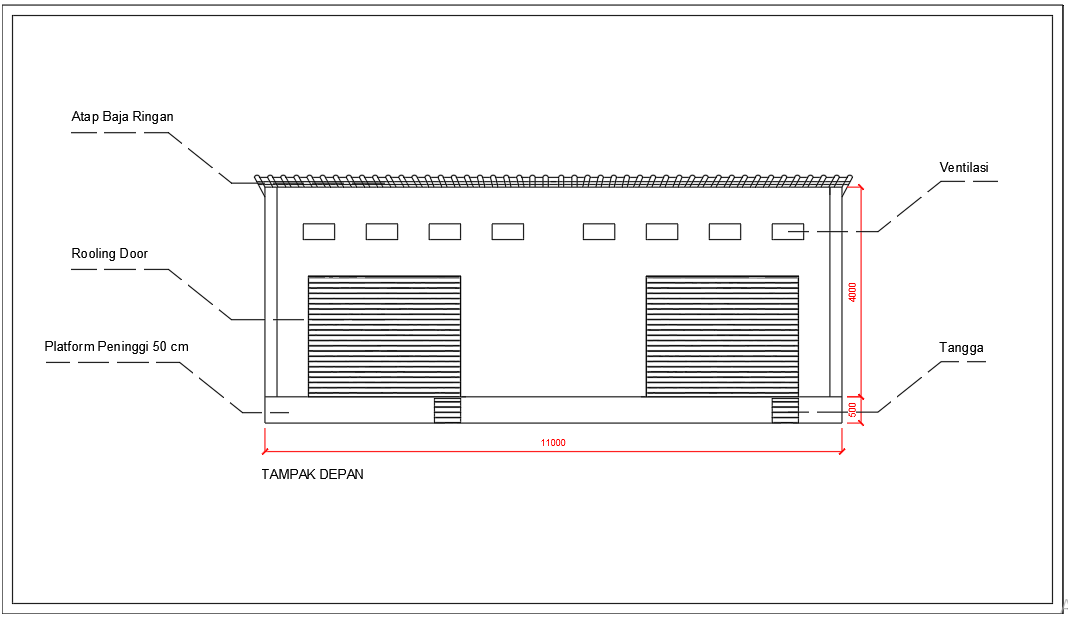 Atap Baja Ringan
Ventilasi
Rooling Door
4000
Platform Peninggi 50 cm
Tangga
500
11000
TAMPAK DEPAN